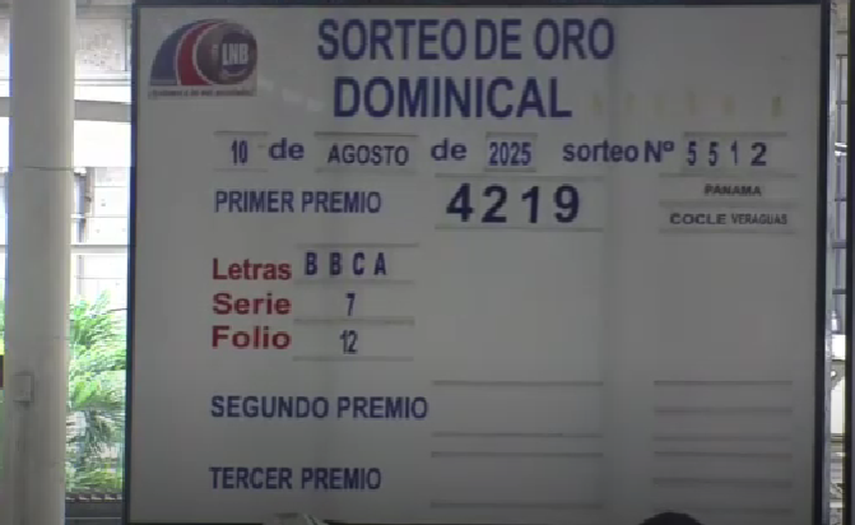 LNB
SORTEO DE ORO
DOMINICAL
10 de AGOSTO de 2025 sorteo Nº 5512
PRIMER PREMIO 4219 PANAMA
COCLE VERAGUAS
Letras B B C A
Serie 7
Folio 12
SEGUNDO PREMIO
TERCER PREMIO